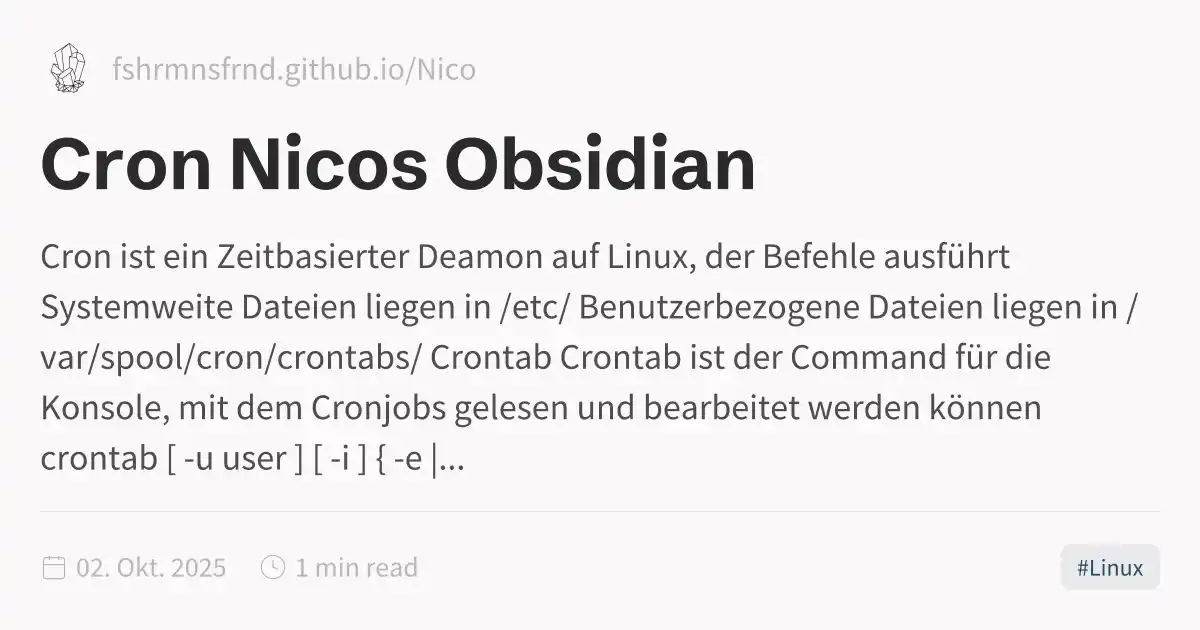 fshrmnsfrnd.github.io/Nico
Cron Nicos Obsidian
Cron ist ein Zeitbasierter Deamon auf Linux, der Befehle ausführt
Systemweite Dateien liegen in /etc/ Benutzerbezogene Dateien liegen in /
var/spool/cron/crontabs/ Crontab Crontab ist der Command für die
Konsole, mit dem Cronjobs gelesen und bearbeitet werden können
crontab [ -u user ] [ -i ] { -e |...
02. Okt. 2025 1 min read #Linux